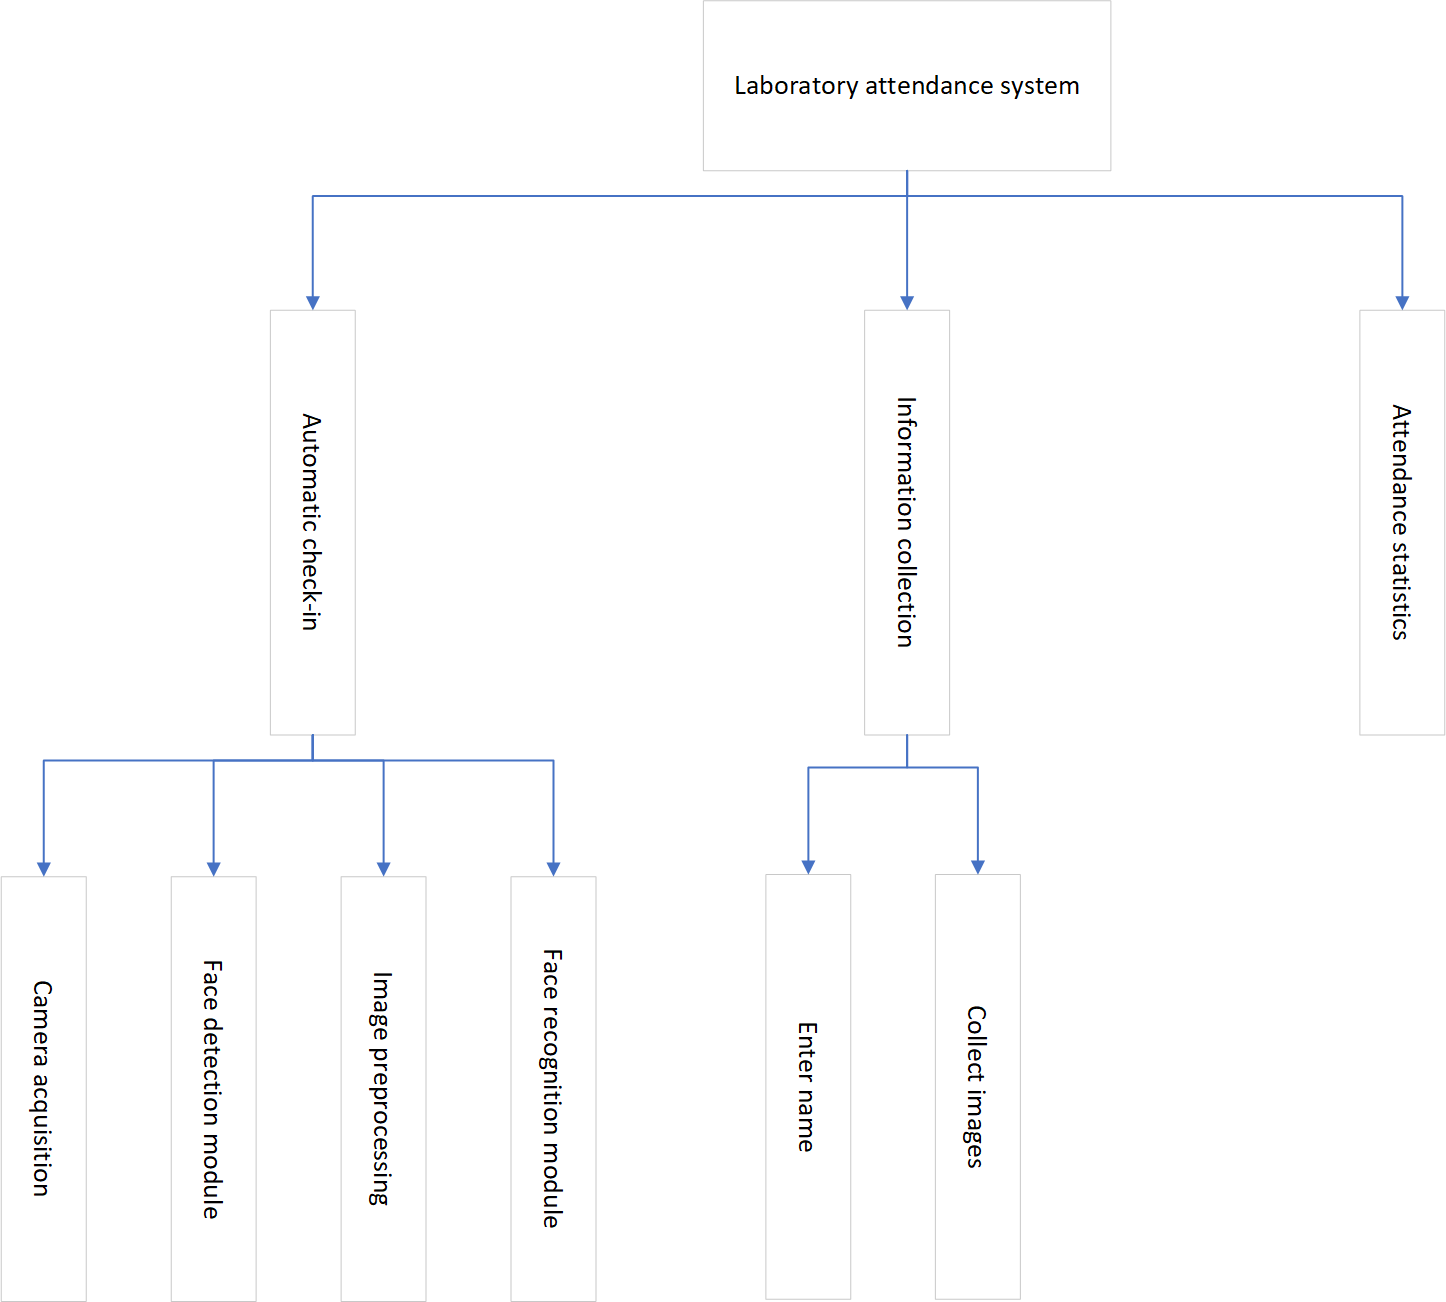 Laboratory attendance system
Automatic check-in
Information collection
Attendance statistics
Camera acquisition
Face detection module
Image preprocessing
Face recognition module
Enter name
Collect images